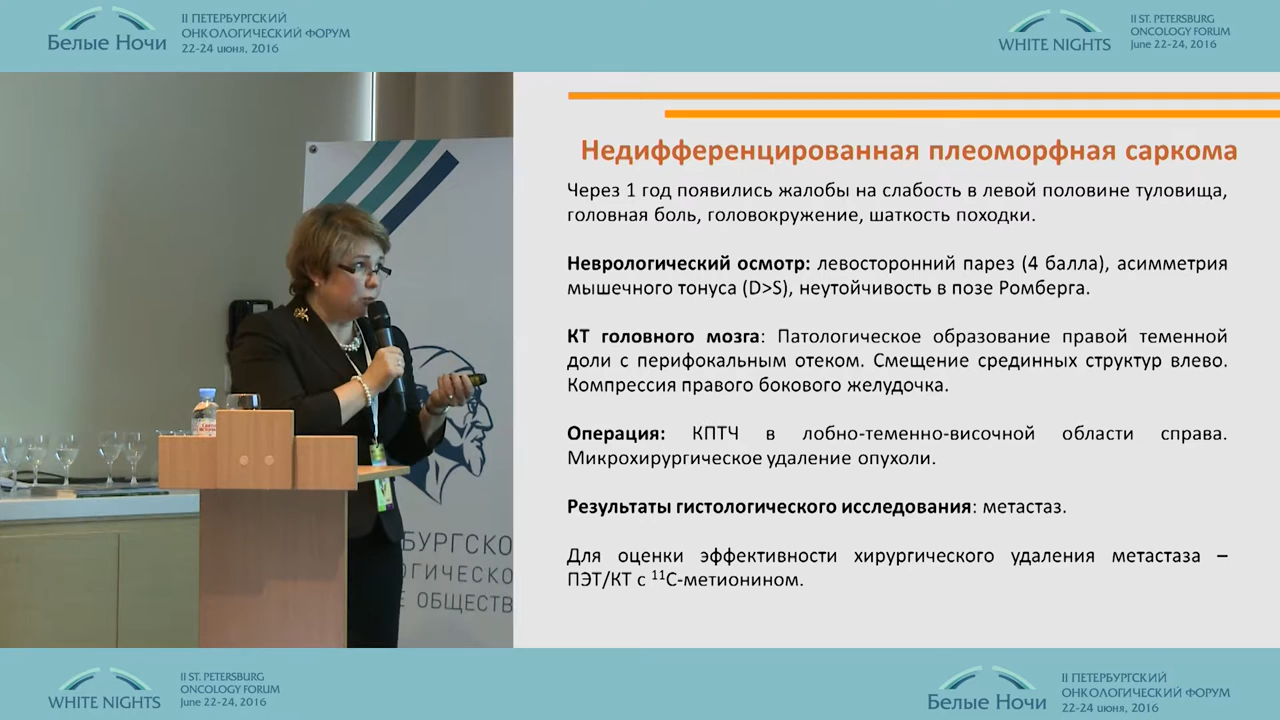 Белые Ночи
II ПЕТЕРБУРГСКИЙ
ОНКОЛОГИЧЕСКИЙ ФОРУМ
22-24 июня, 2016
WHITE NIGHTS
II ST. PETERSBURG
ONCOLOGY FORUM
June 22-24, 2016
Недифференцированная плеоморфная саркома
Через 1 год появились жалобы на слабость в левой половине туловища,
головная боль, головокружение, шаткость походки.
Неврологический осмотр: левосторонний парез (4 балла), асимметрия
мышечного тонуса (D>S), неутойчивость в позе Ромберга.
КТ головного мозга: Патологическое образование правой теменной
доли с перифокальным отеком. Смещение срединных структур влево.
Компрессия правого бокового желудочка.
Операция: КПТЧ в лобно-теменно-височной области справа.
Микрохирургическое удаление опухоли.
Результаты гистологического исследования: метастаз.
Для оценки эффективности хирургического удаления метастаза –
ПЭТ/КТ с ¹¹С-метионином.
БУРГСКО
ОГИЧЕСКО
Е ОБЩЕСТВ
WHITE NIGHTS
II ST. PETERSBURG
ONCOLOGY FORUM
June 22-24, 2016
Белые Ночи
II ПЕТЕРБУРГСКИЙ
ОНКОЛОГИЧЕСКИЙ ФОРУМ
22-24 июня, 2016